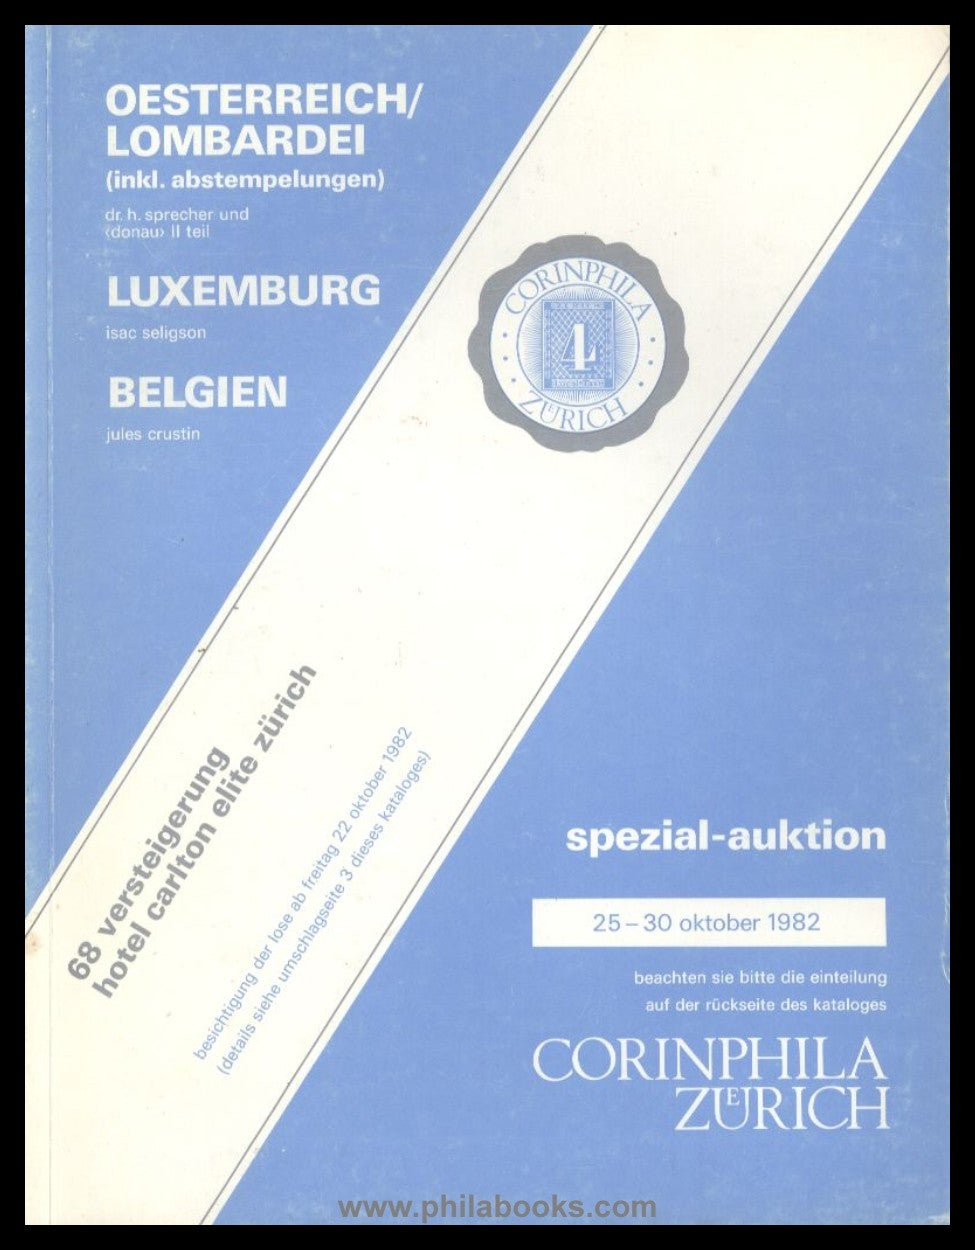 OESTERREICH/
LOMBARDEI
(inkl. abstempelungen)
dr. h. sprecher und
‹donau› II teil
LUXEMBURG
isac seligson
BELGIEN
jules crustin
CORINPHILA
4
ZÜRICH
68 versteigerung
hotel carlton elite zürich
besichtigung der lose ab freitag 22 oktober 1982
(details siehe umschlagseite 3 dieses kataloges)
spezial-auktion
25–30 oktober 1982
beachten sie bitte die einteilung
auf der rückseite des kataloges
CORINPHILA
ZUERICH
www.philabooks.com